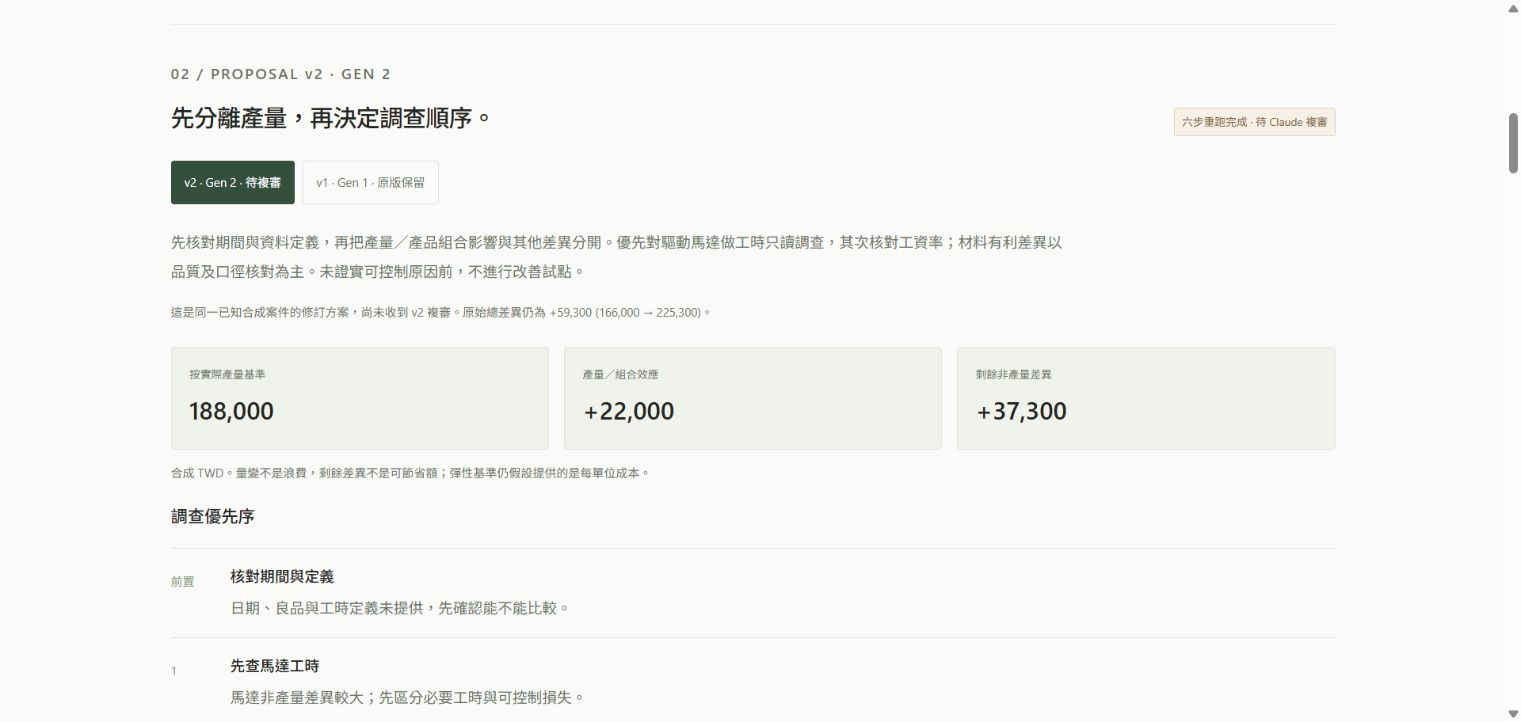 02 / PROPOSAL v2 · GEN 2
先分離產量，再決定調查順序。
六步重跑完成 · 待 Claude 複審
v2 · Gen 2 · 待複審
v1 · Gen 1 · 原版保留
先核對期間與資料定義，再把產量／產品組合影響與其他差異分開。優先對驅動馬達做工時只讀調查，其次核對工資率；材料有利差異以
品質及口徑核對為主。未證實可控制原因前，不進行改善試點。
這是同一已知合成案件的修訂方案，尚未收到 v2 複審。原始總差異仍為 +59,300 (166,000 → 225,300)。
按實際產量基準
188,000
產量／組合效應
+22,000
剩餘非產量差異
+37,300
合成 TWD。量變不是浪費，剩餘差異不是可節省額；彈性基準仍假設提供的是每單位成本。
調查優先序
前置
核對期間與定義
日期、良品與工時定義未提供，先確認能不能比較。
1
先查馬達工時
馬達非產量差異較大；先區分必要工時與可控制損失。